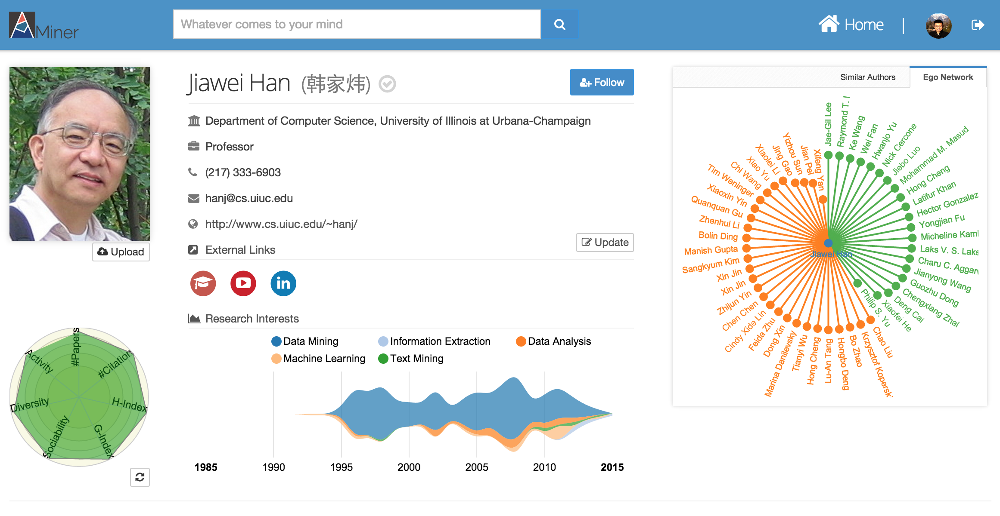 AMiner
Whatever comes to your mind
Home
Jiawei Han (韩家炜)
Follow
Department of Computer Science, University of Illinois at Urbana-Champaign
Professor
(217) 333-6903
hanj@cs.uiuc.edu
http://www.cs.uiuc.edu/~hanj/
Update
External Links
Upload
in
Research Interests
Data Mining
Information Extraction
Data Analysis
Machine Learning
Text Mining
1985
1990
1995
2000
2005
2010
2015
#Papers
#Citation
H-Index
G-Index
Sociability
Diversity
Activity
Similar Authors
Ego Network
Jae-Gil Lee
Raymond T.
Ke Wang
Wei Fan
Hwanjo Yu
Nick Cercone
Jiebo Luo
Mohammad M. Masud
Hong Cheng
Latifur Khan
Hector Gonzalez
Yongjian Fu
Micheline
Laks V. S. Laks
Charu C.
Jianyong Wang
Guozhu Dong
Chengxiang Zhai
Deng Cai
Xiaofei He
Philip S. Yu
Chao Liu
Krzysztof Koperski
Bo Zhao
Hongbo Deng
Lu-An Tang
Hong Cheng
Tianyi Wu
Marina Danilevsky
Dong Xin
Feida Zhu
Cindy Xide Lin
Chen Chen
Zhijun Yin
Xin Jin
Xin Jin
Sangkyum Kim
Manish Gupta
Bolin Ding
Zhenhui Li
Quanquan Gu
Xiaoxin Yin
Tim Weninger
Chi Wang
Xiao Yu
Xiaolei Li
Jing Gao
Yizhou Sun
Jian Pei
Xifeng Yan
Jiawei Han